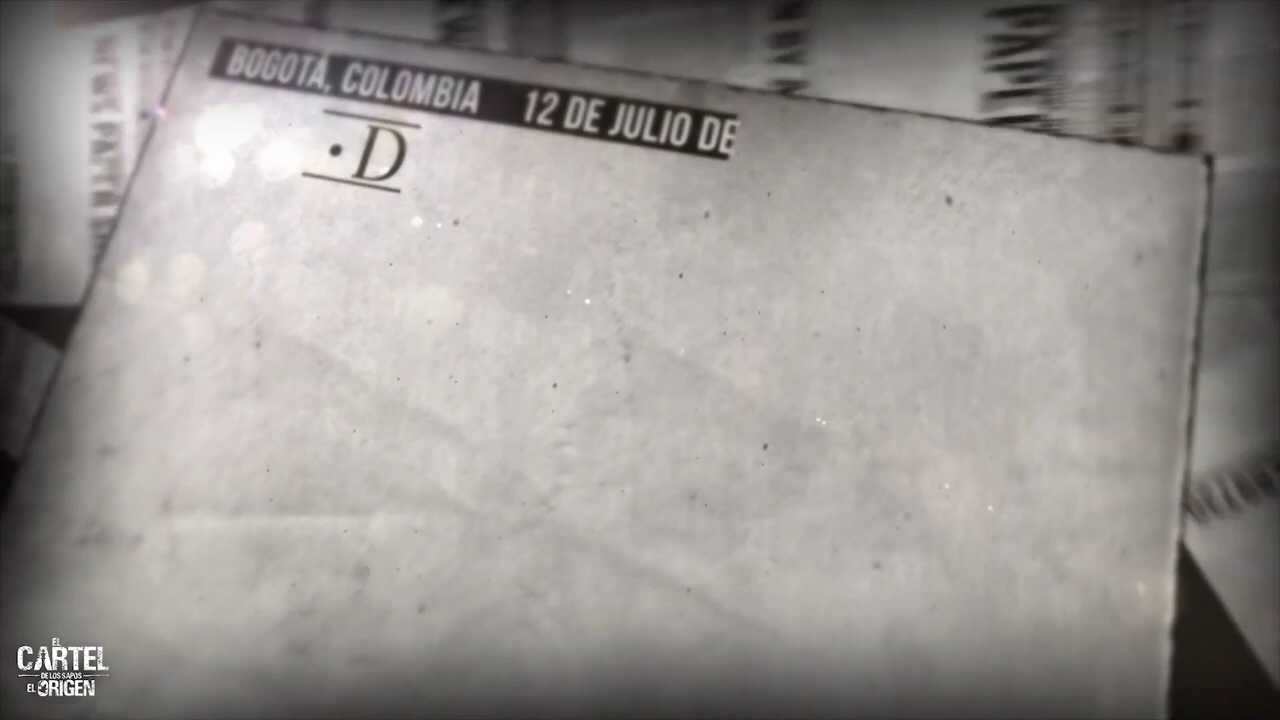 BOGOTÁ, COLOMBIA 12 DE JULIO DE
• D
EL
CARTEL
DE LOS SAPOS
EL ORIGEN